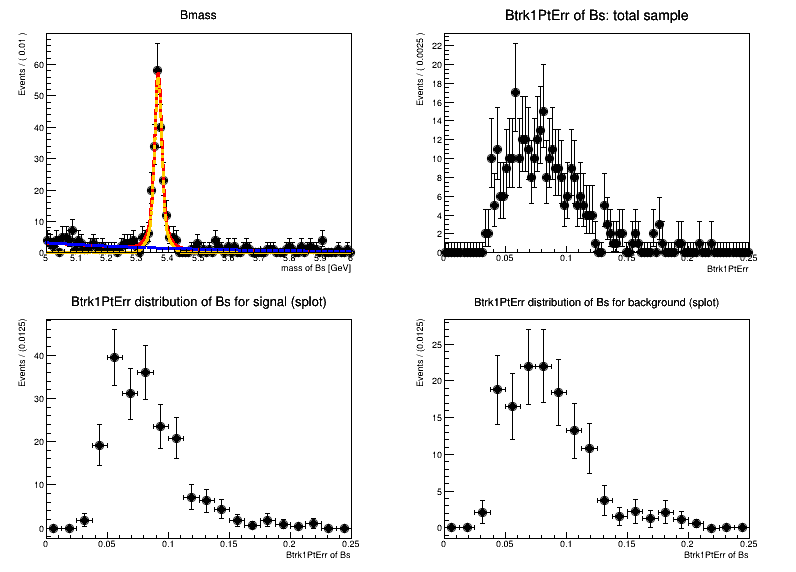 Bmass
Events / ( 0.01 )
60
50
40
30
20
10
0
5 5.1 5.2 5.3 5.4 5.5 5.6 5.7 5.8 5.9 6
mass of Bs [GeV]
Btrk1PtErr of Bs: total sample
Events / ( 0.0025 )
22
20
18
16
14
12
10
8
6
4
2
0
0 0.05 0.1 0.15 0.2 0.25
Btrk1PtErr
Btrk1PtErr distribution of Bs for signal (splot)
Events / (0.0125)
40
30
20
10
0
0 0.05 0.1 0.15 0.2 0.25
Btrk1PtErr of Bs
Btrk1PtErr distribution of Bs for background (splot)
Events / (0.0125)
25
20
15
10
5
0
0 0.05 0.1 0.15 0.2 0.25
Btrk1PtErr of Bs